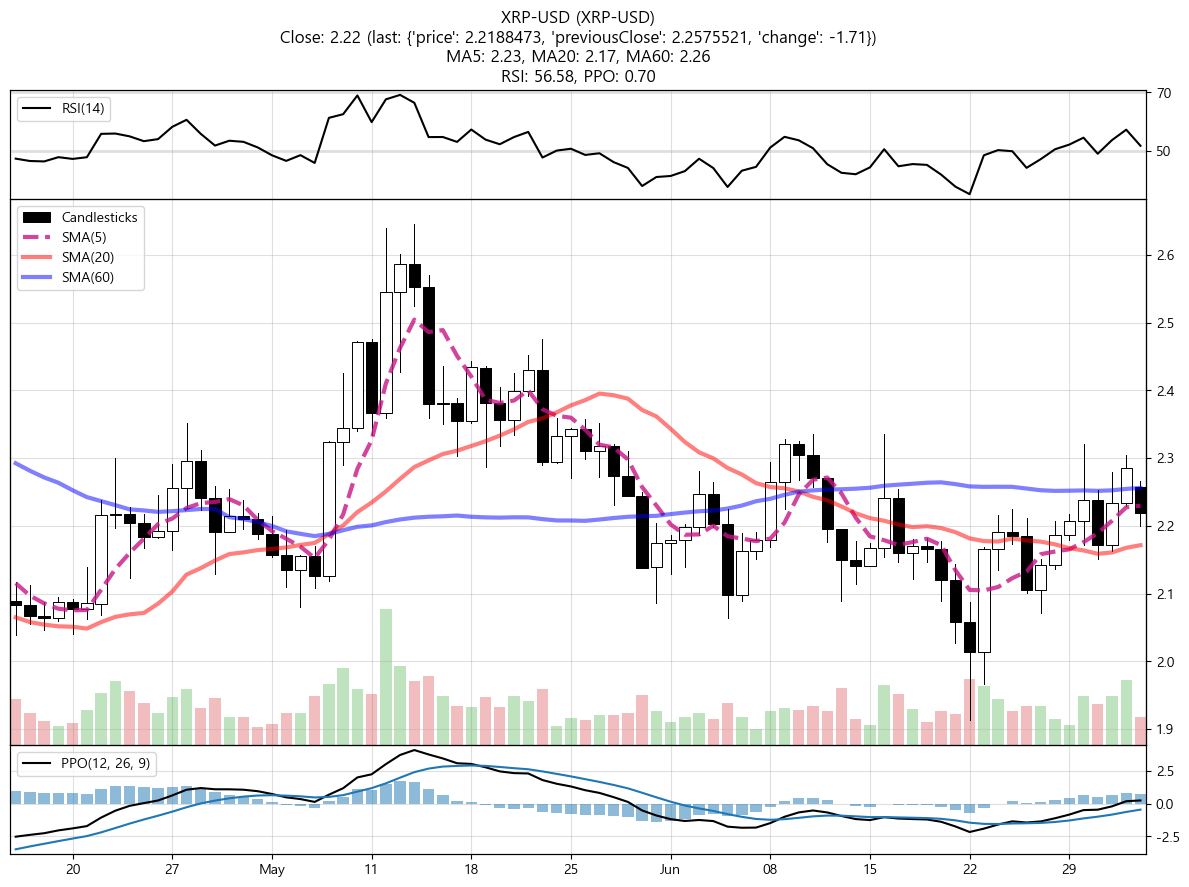 XRP-USD (XRP-USD)
Close: 2.22 (last: {'price': 2.2188473, 'previousClose': 2.2575521, 'change': -1.71})
MA5: 2.23, MA20: 2.17, MA60: 2.26
RSI: 56.58, PPO: 0.70
RSI(14)
70
50
Candlesticks
SMA(5)
SMA(20)
SMA(60)
2.6
2.5
2.4
2.3
2.2
2.1
2.0
1.9
PPO(12, 26, 9)
2.5
0.0
-2.5
20 27 May 11 18 25 Jun 08 15 22 29